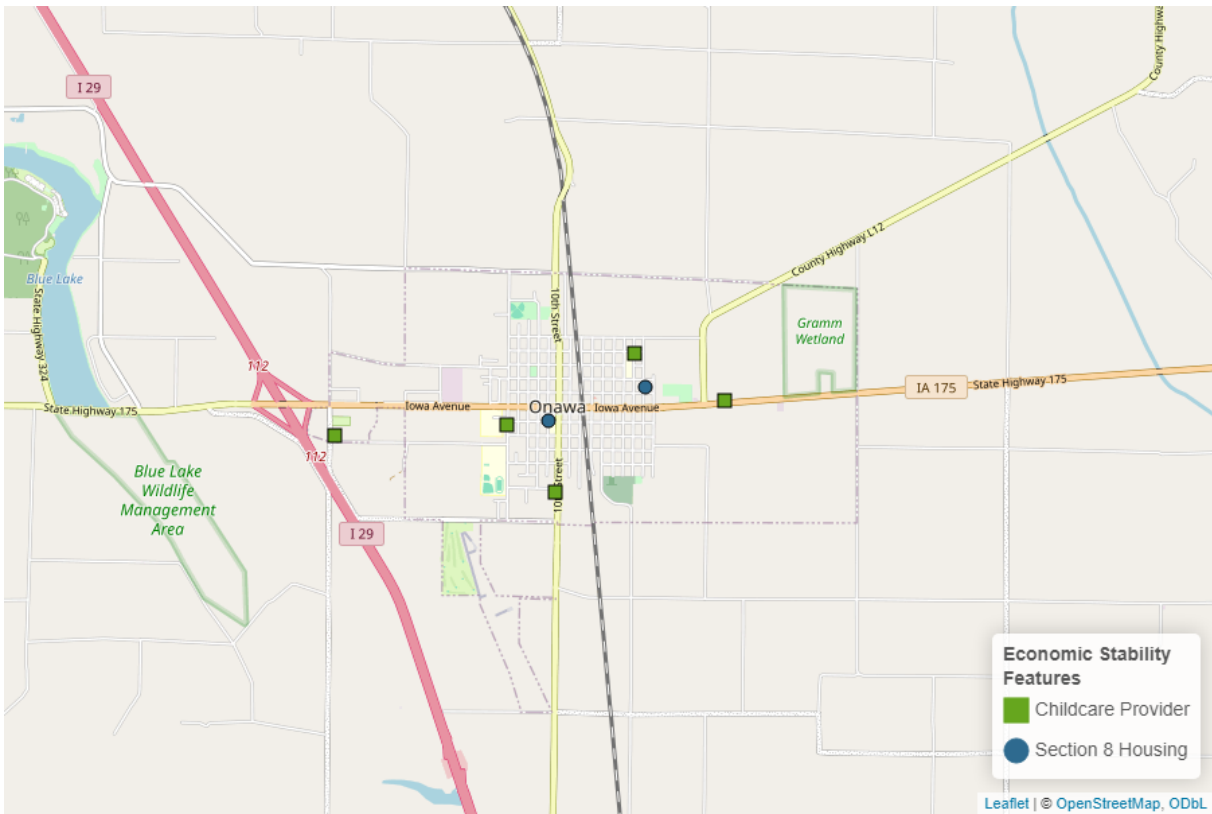 County Highway
I 29
County Highway L12
Blue Lake
State Highway 324
10th Street
Gramm
Wetland
112
IA 175
State Highway 175
State Highway 175
Iowa Avenue
Onawa
Iowa Avenue
112
Blue Lake
Wildlife
Management
Area
10th Street
I 29
Economic Stability
Features
Childcare Provider
Section 8 Housing
Leaflet | © OpenStreetMap, ODbL